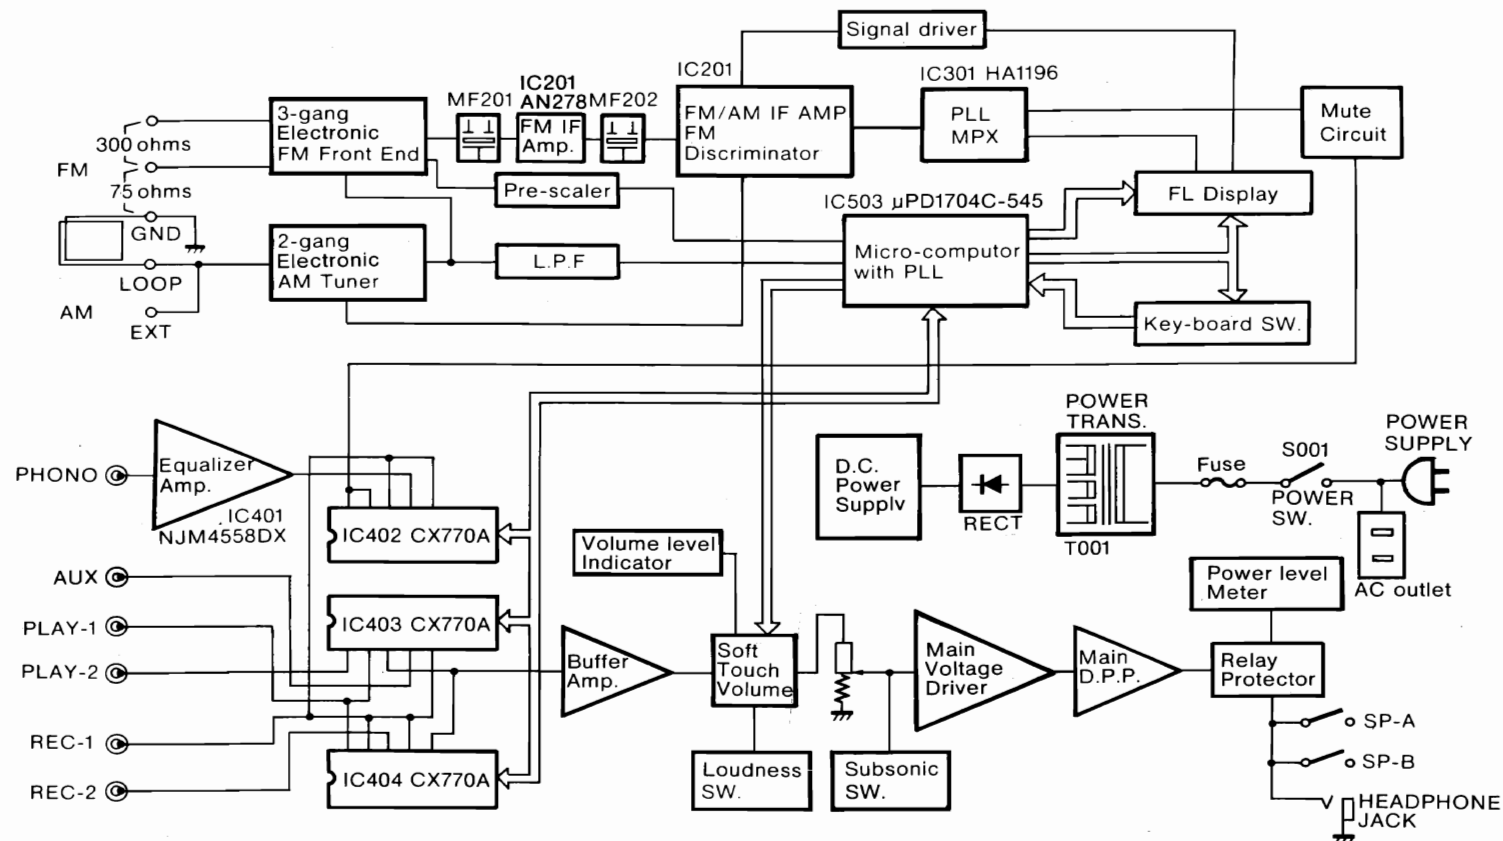 Signal driver
IC201
IC301 HA1196
IC201
AN278
MF201
MF202
3-gang
Electronic
FM Front End
FM IF
Amp.
FM/AM IF AMP
FM
Discriminator
PLL
MPX
Mute
Circuit
300 ohms
FM
75 ohms
GND
LOOP
AM
EXT
Pre-scaler
IC503 µPD1704C-545
FL Display
2-gang
Electronic
AM Tuner
L.P.F
Micro-computor
with PLL
Key-board SW.
POWER
TRANS.
POWER
SUPPLY
PHONO
Equalizer
Amp.
IC401
NJM4558DX
D.C.
Power
Supplv
RECT
T001
Fuse
S001
POWER
SW.
AC outlet
IC402 CX770A
Volume level
Indicator
Power level
Meter
AUX
PLAY-1
PLAY-2
REC-1
REC-2
IC403 CX770A
IC404 CX770A
Buffer
Amp.
Soft
Touch
Volume
Main
Voltage
Driver
Main
D.P.P.
Relay
Protector
Loudness
SW.
Subsonic
SW.
SP-A
SP-B
HEADPHONE
JACK